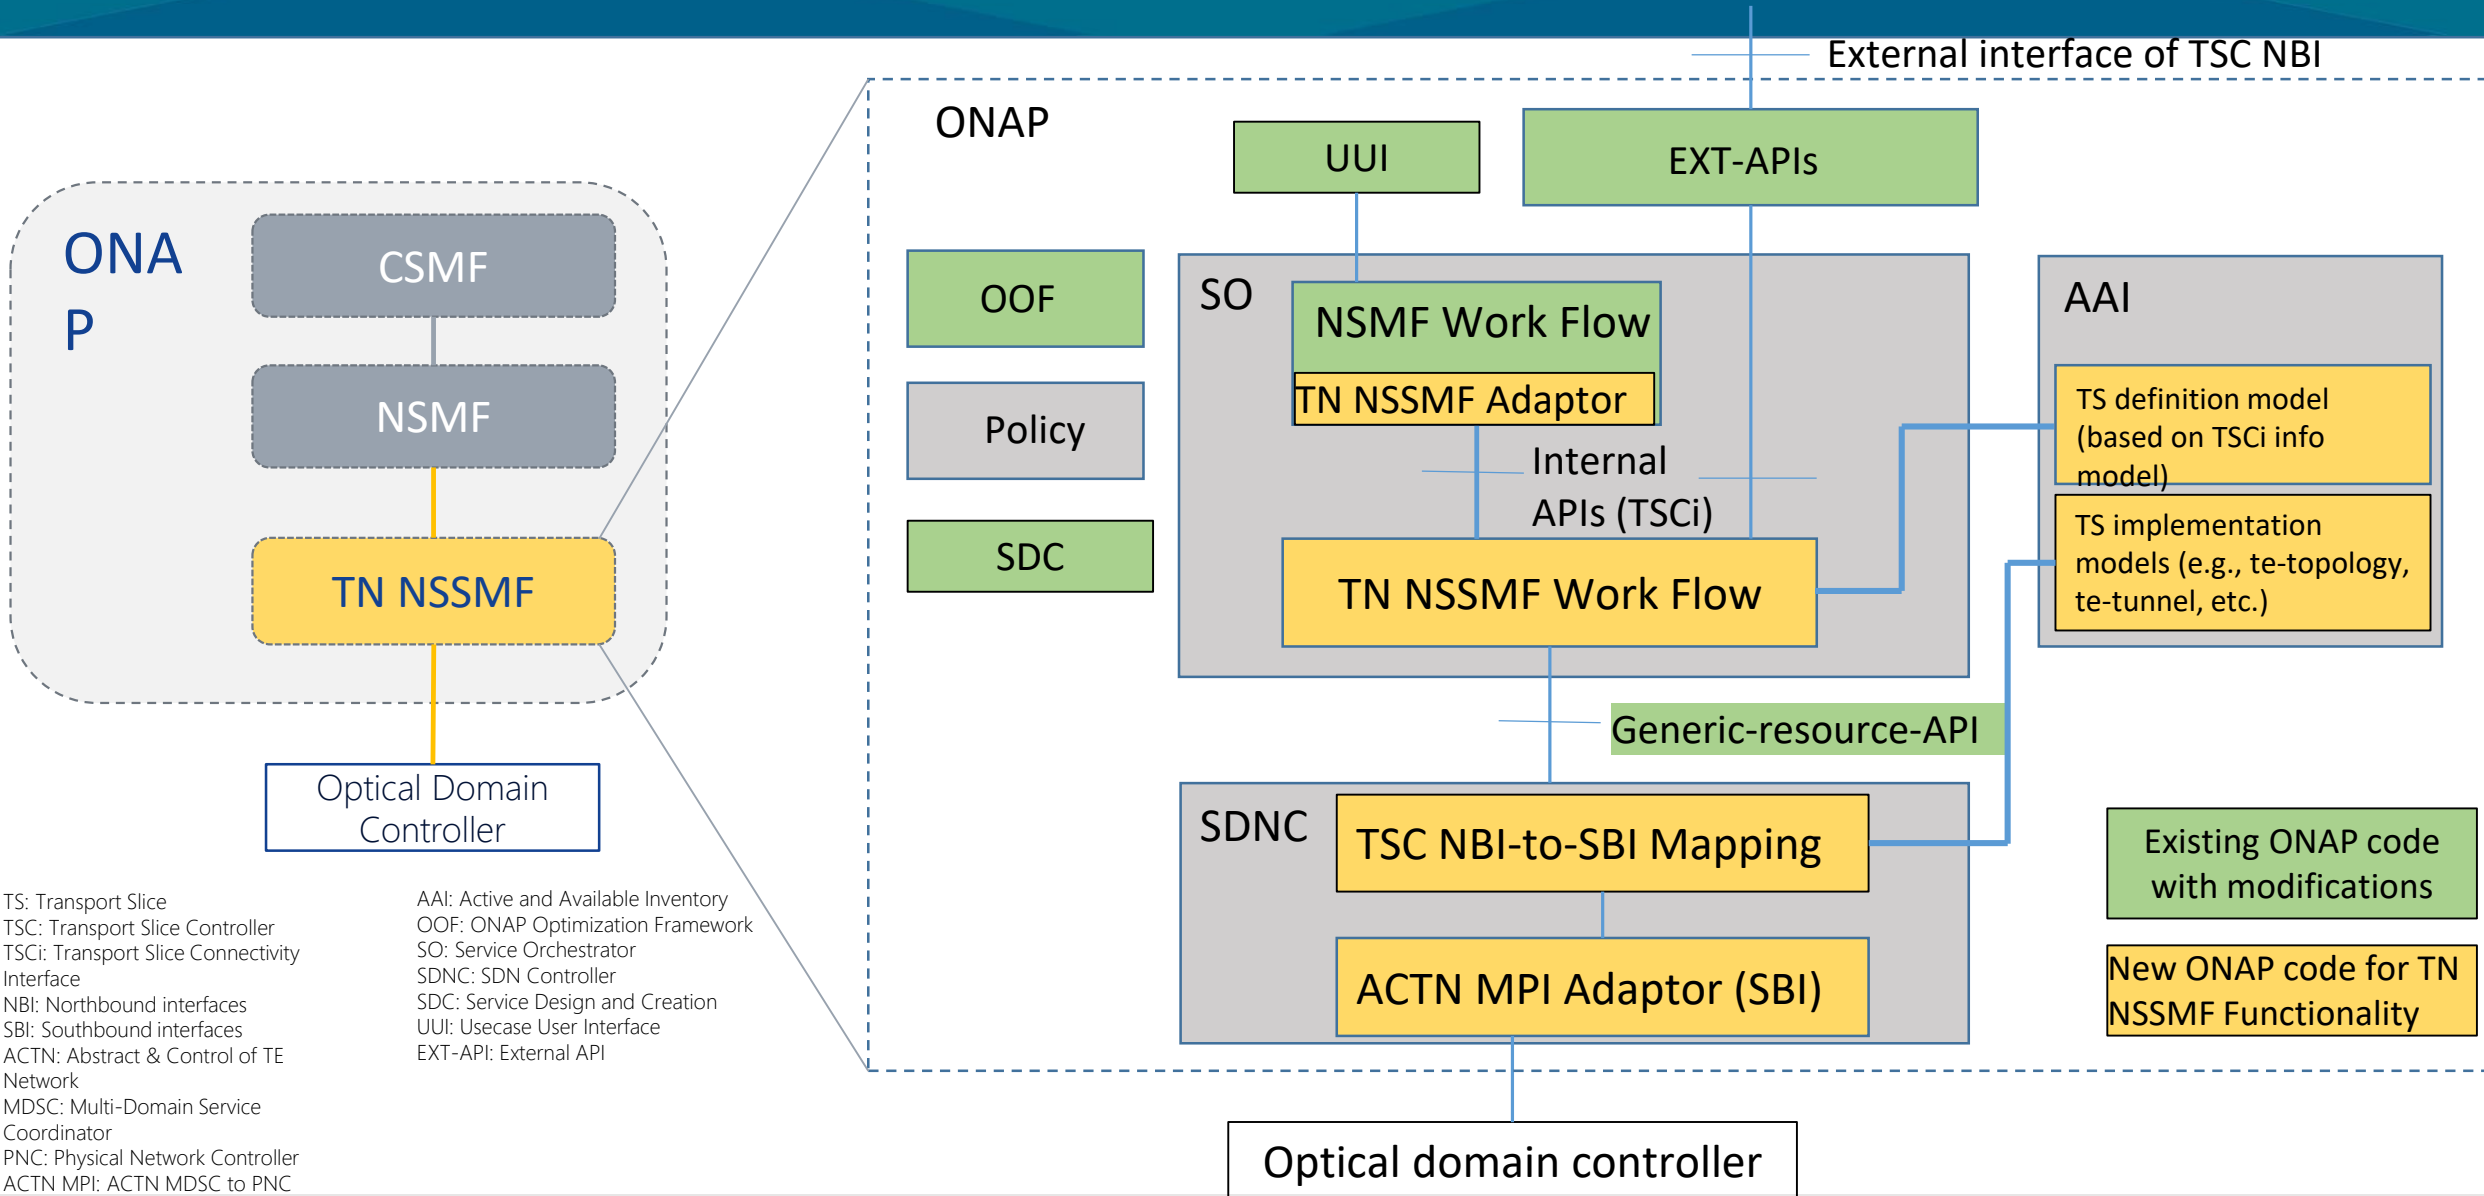 External interface of TSC NBI
ONA
P
CSMF
NSMF
TN NSSMF
Optical Domain
Controller
ONAP
UUI
EXT-APIs
OOF
Policy
SDC
SO
NSMF Work Flow
TN NSSMF Adaptor
Internal
APIs (TSCi)
TN NSSMF Work Flow
AAI
TS definition model
(based on TSCi info
model)
TS implementation
models (e.g., te-topology,
te-tunnel, etc.)
Generic-resource-API
SDNC
TSC NBI-to-SBI Mapping
ACTN MPI Adaptor (SBI)
Existing ONAP code
with modifications
New ONAP code for TN
NSSMF Functionality
Optical domain controller
TS: Transport Slice
TSC: Transport Slice Controller
TSCi: Transport Slice Connectivity
Interface
NBI: Northbound interfaces
SBI: Southbound interfaces
ACTN: Abstract & Control of TE
Network
MDSC: Multi-Domain Service
Coordinator
PNC: Physical Network Controller
ACTN MPI: ACTN MDSC to PNC
AAI: Active and Available Inventory
OOF: ONAP Optimization Framework
SO: Service Orchestrator
SDNC: SDN Controller
SDC: Service Design and Creation
UUI: Usecase User Interface
EXT-API: External API